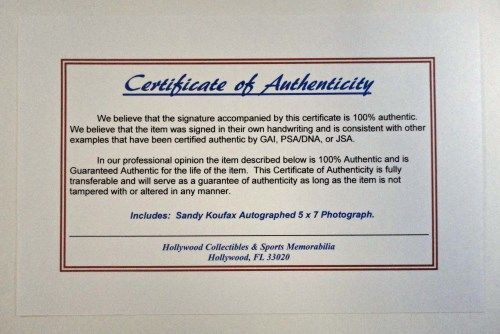 Certificate of Authenticity
We believe that the signature accompanied by this certificate is 100% authentic.
We believe that the item was signed in their own handwriting and is consistent with other
examples that have been certified authentic by GAI, PSA/DNA, or JSA.
In our professional opinion the item described below is 100% Authentic and is
Guaranteed Authentic for the life of the item. This Certificate of Authenticity is fully
transferable and will serve as a guarantee of authenticity as long as the item is not
tampered with or altered in any manner.
Includes: Sandy Koufax Autographed 5 x 7 Photograph.
Hollywood Collectibles & Sports Memorabilia
Hollywood, FL 33020